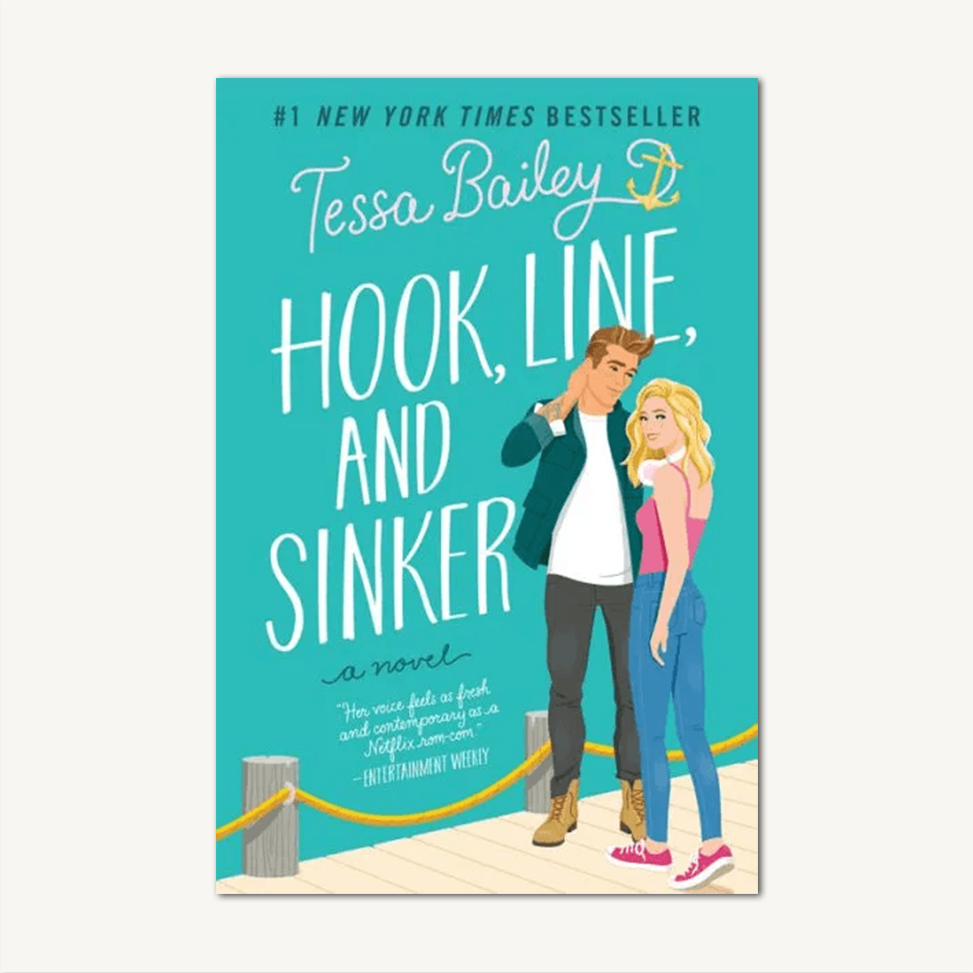 #1 NEW YORK TIMES BESTSELLER
Tessa Bailey
HOOK, LINE,
AND
SINKER
a novel
"Her voice feels as fresh
and contemporary as a
Netflix rom-com."
—ENTERTAINMENT WEEKLY